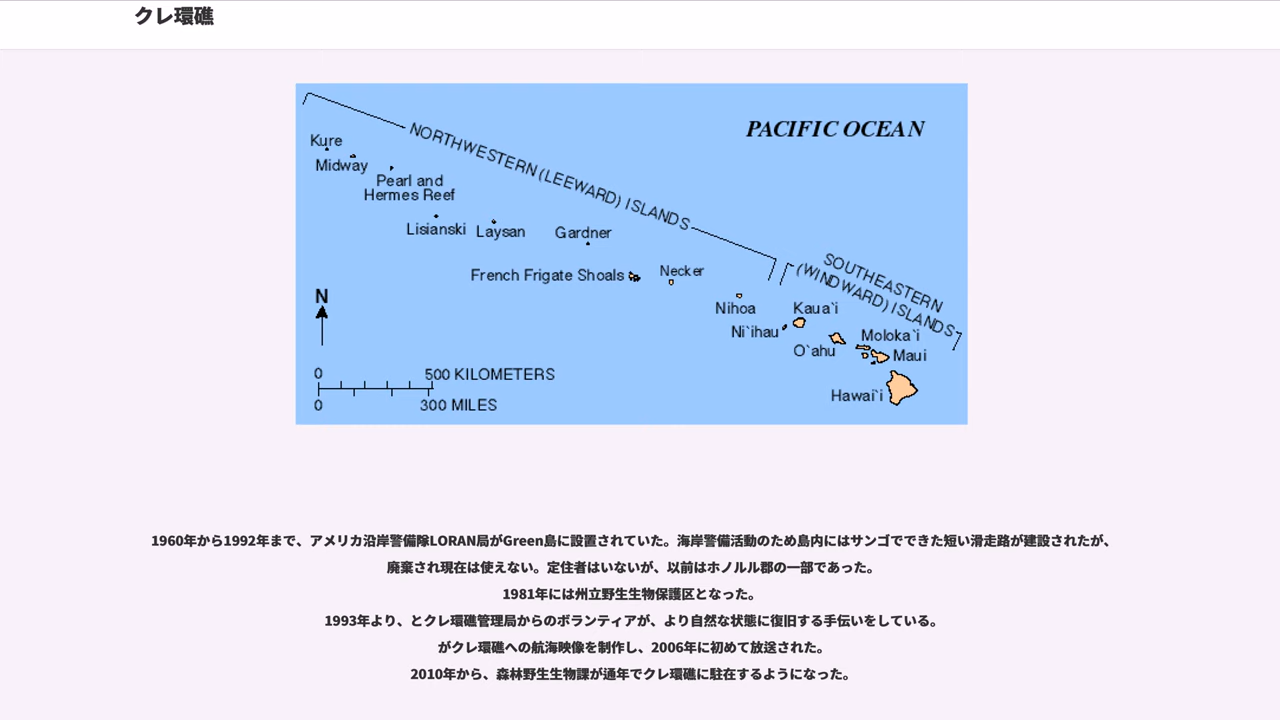 クレ環礁
PACIFIC OCEAN
NORTHWESTERN (LEEWARD) ISLANDS
Kure
Midway
Pearl and
Hermes Reef
Lisianski
Laysan
Gardner
French Frigate Shoals
Necker
SOUTHEASTERN
(WINDWARD) ISLANDS
Nihoa
Kaua`i
Ni`ihau
O`ahu
Moloka`i
Maui
Hawai`i
N
0
500 KILOMETERS
0
300 MILES
1960年から1992年まで、アメリカ沿岸警備隊LORAN局がGreen島に設置されていた。海岸警備活動のため島内にはサンゴでできた短い滑走路が建設されたが、
廃棄され現在は使えない。定住者はいないが、以前はホノルル郡の一部であった。
1981年には州立野生生物保護区となった。
1993年より、とクレ環礁管理局からのボランティアが、より自然な状態に復旧する手伝いをしている。
がクレ環礁への航海映像を制作し、2006年に初めて放送された。
2010年から、森林野生生物課が通年でクレ環礁に駐在するようになった。